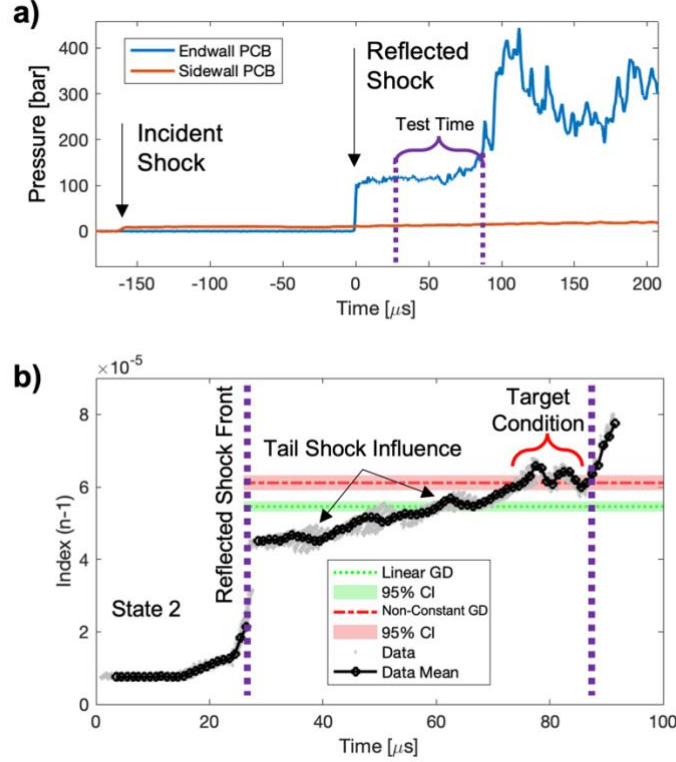 a)
400
300
200
100
0
Pressure [bar]
Endwall PCB
Sidewall PCB
Incident
Shock
Reflected
Shock
Test Time
-150 -100 -50 0 50 100 150 200
Time [μs]
b)
×10⁻⁵
8
6
4
2
0
Index (n-1)
Reflected Shock Front
State 2
Tail Shock Influence
Target
Condition
Linear GD
95% CI
Non-Constant GD
95% CI
Data
Data Mean
0 20 40 60 80 100
Time [μs]